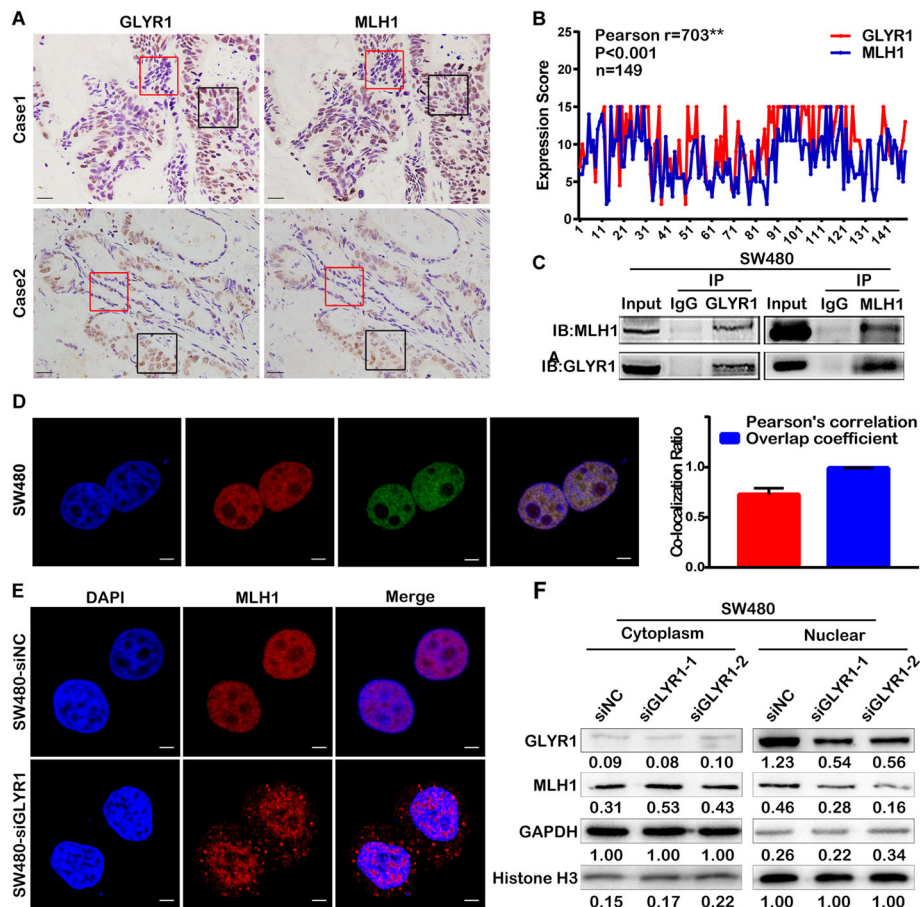 A
GLYR1 MLH1
Case1
Case2
B
Pearson r=703**
P<0.001
n=149
GLYR1
MLH1
Expression Score
25
20
15
10
5
0
1 11 21 31 41 51 61 71 81 91 101 111 121 131 141
C
SW480
IP IP
Input IgG GLYR1 Input IgG MLH1
IB:MLH1
A
IB:GLYR1
D
SW480
Pearson's correlation
Overlap coefficient
Co-localization Ratio
1.0
0.5
0.0
E
DAPI MLH1 Merge
SW480-siNC
SW480-siGLYR1
F
SW480
Cytoplasm Nuclear
siNC siGLYR1-1 siGLYR1-2 siNC siGLYR1-1 siGLYR1-2
GLYR1
0.09 0.08 0.10 1.23 0.54 0.56
MLH1
0.31 0.53 0.43 0.46 0.28 0.16
GAPDH
1.00 1.00 1.00 0.26 0.22 0.34
Histone H3
0.15 0.17 0.22 1.00 1.00 1.00